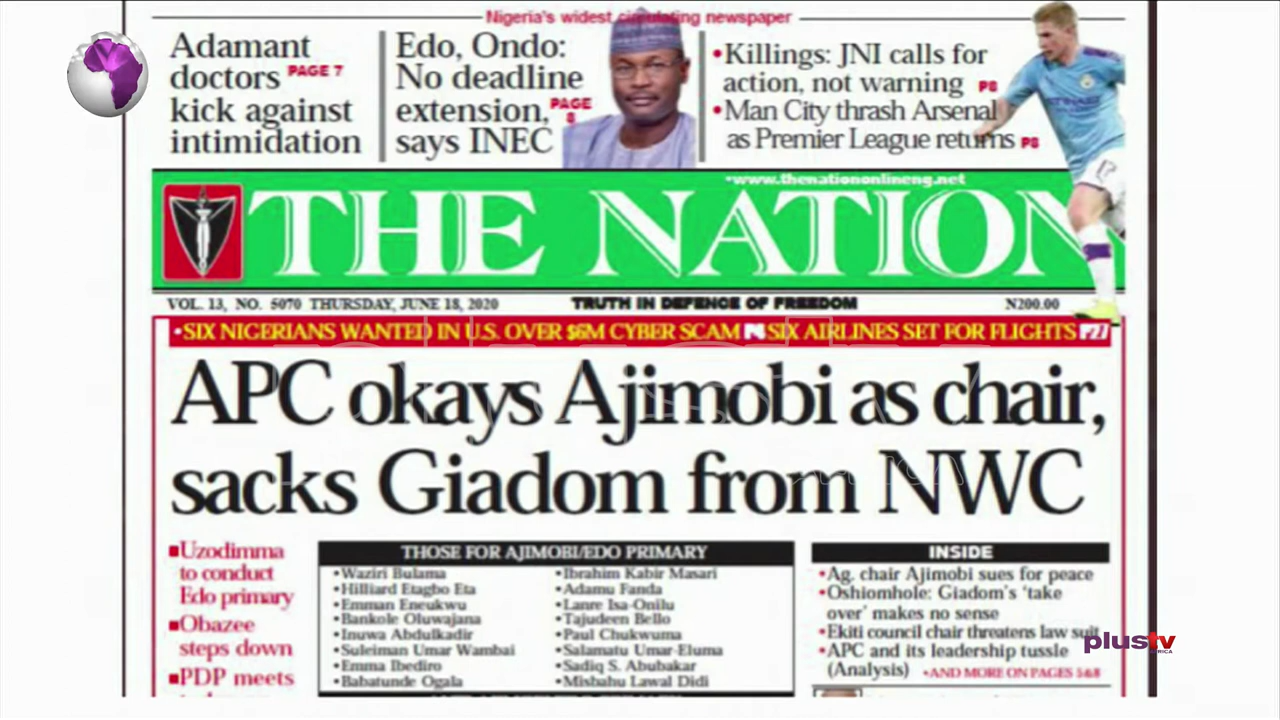 Nigeria's widest circulating newspaper
Adamant
doctors PAGE 7
kick against
intimidation
Edo, Ondo:
No deadline
extension, PAGE 8
says INEC
•Killings: JNI calls for
action, not warning P8
•Man City thrash Arsenal
as Premier League returns P8
•www.thenationonlineng.net
THE NATION
VOL. 13, NO. 5070 THURSDAY, JUNE 18, 2020
TRUTH IN DEFENCE OF FREEDOM
N200.00
•SIX NIGERIANS WANTED IN U.S. OVER $6M CYBER SCAM SIX AIRLINES SET FOR FLIGHTS P27
APC okays Ajimobi as chair,
sacks Giadom from NWC
■Uzodimma
to conduct
Edo primary
■Obazee
steps down
■PDP meets
THOSE FOR AJIMOBI/EDO PRIMARY
•Waziri Bulama
•Hilliard Etagbo Eta
•Emman Eneukwu
•Bankole Oluwajana
•Inuwa Abdulkadir
•Suleiman Umar Wambai
•Emma Ibediro
•Babatunde Ogala
•Ibrahim Kabir Masari
•Adamu Fanda
•Lanre Isa-Onilu
•Tajudeen Bello
•Paul Chukwuma
•Salamatu Umar-Eluma
•Sadiq S. Abubakar
•Misbahu Lawal Didi
INSIDE
•Ag. chair Ajimobi sues for peace
•Oshiomhole: Giadom's 'take
over' makes no sense
•Ekiti council chair threatens law suit
•APC and its leadership tussle
(Analysis) •AND MORE ON PAGES 5&8
plustv
AFRICA